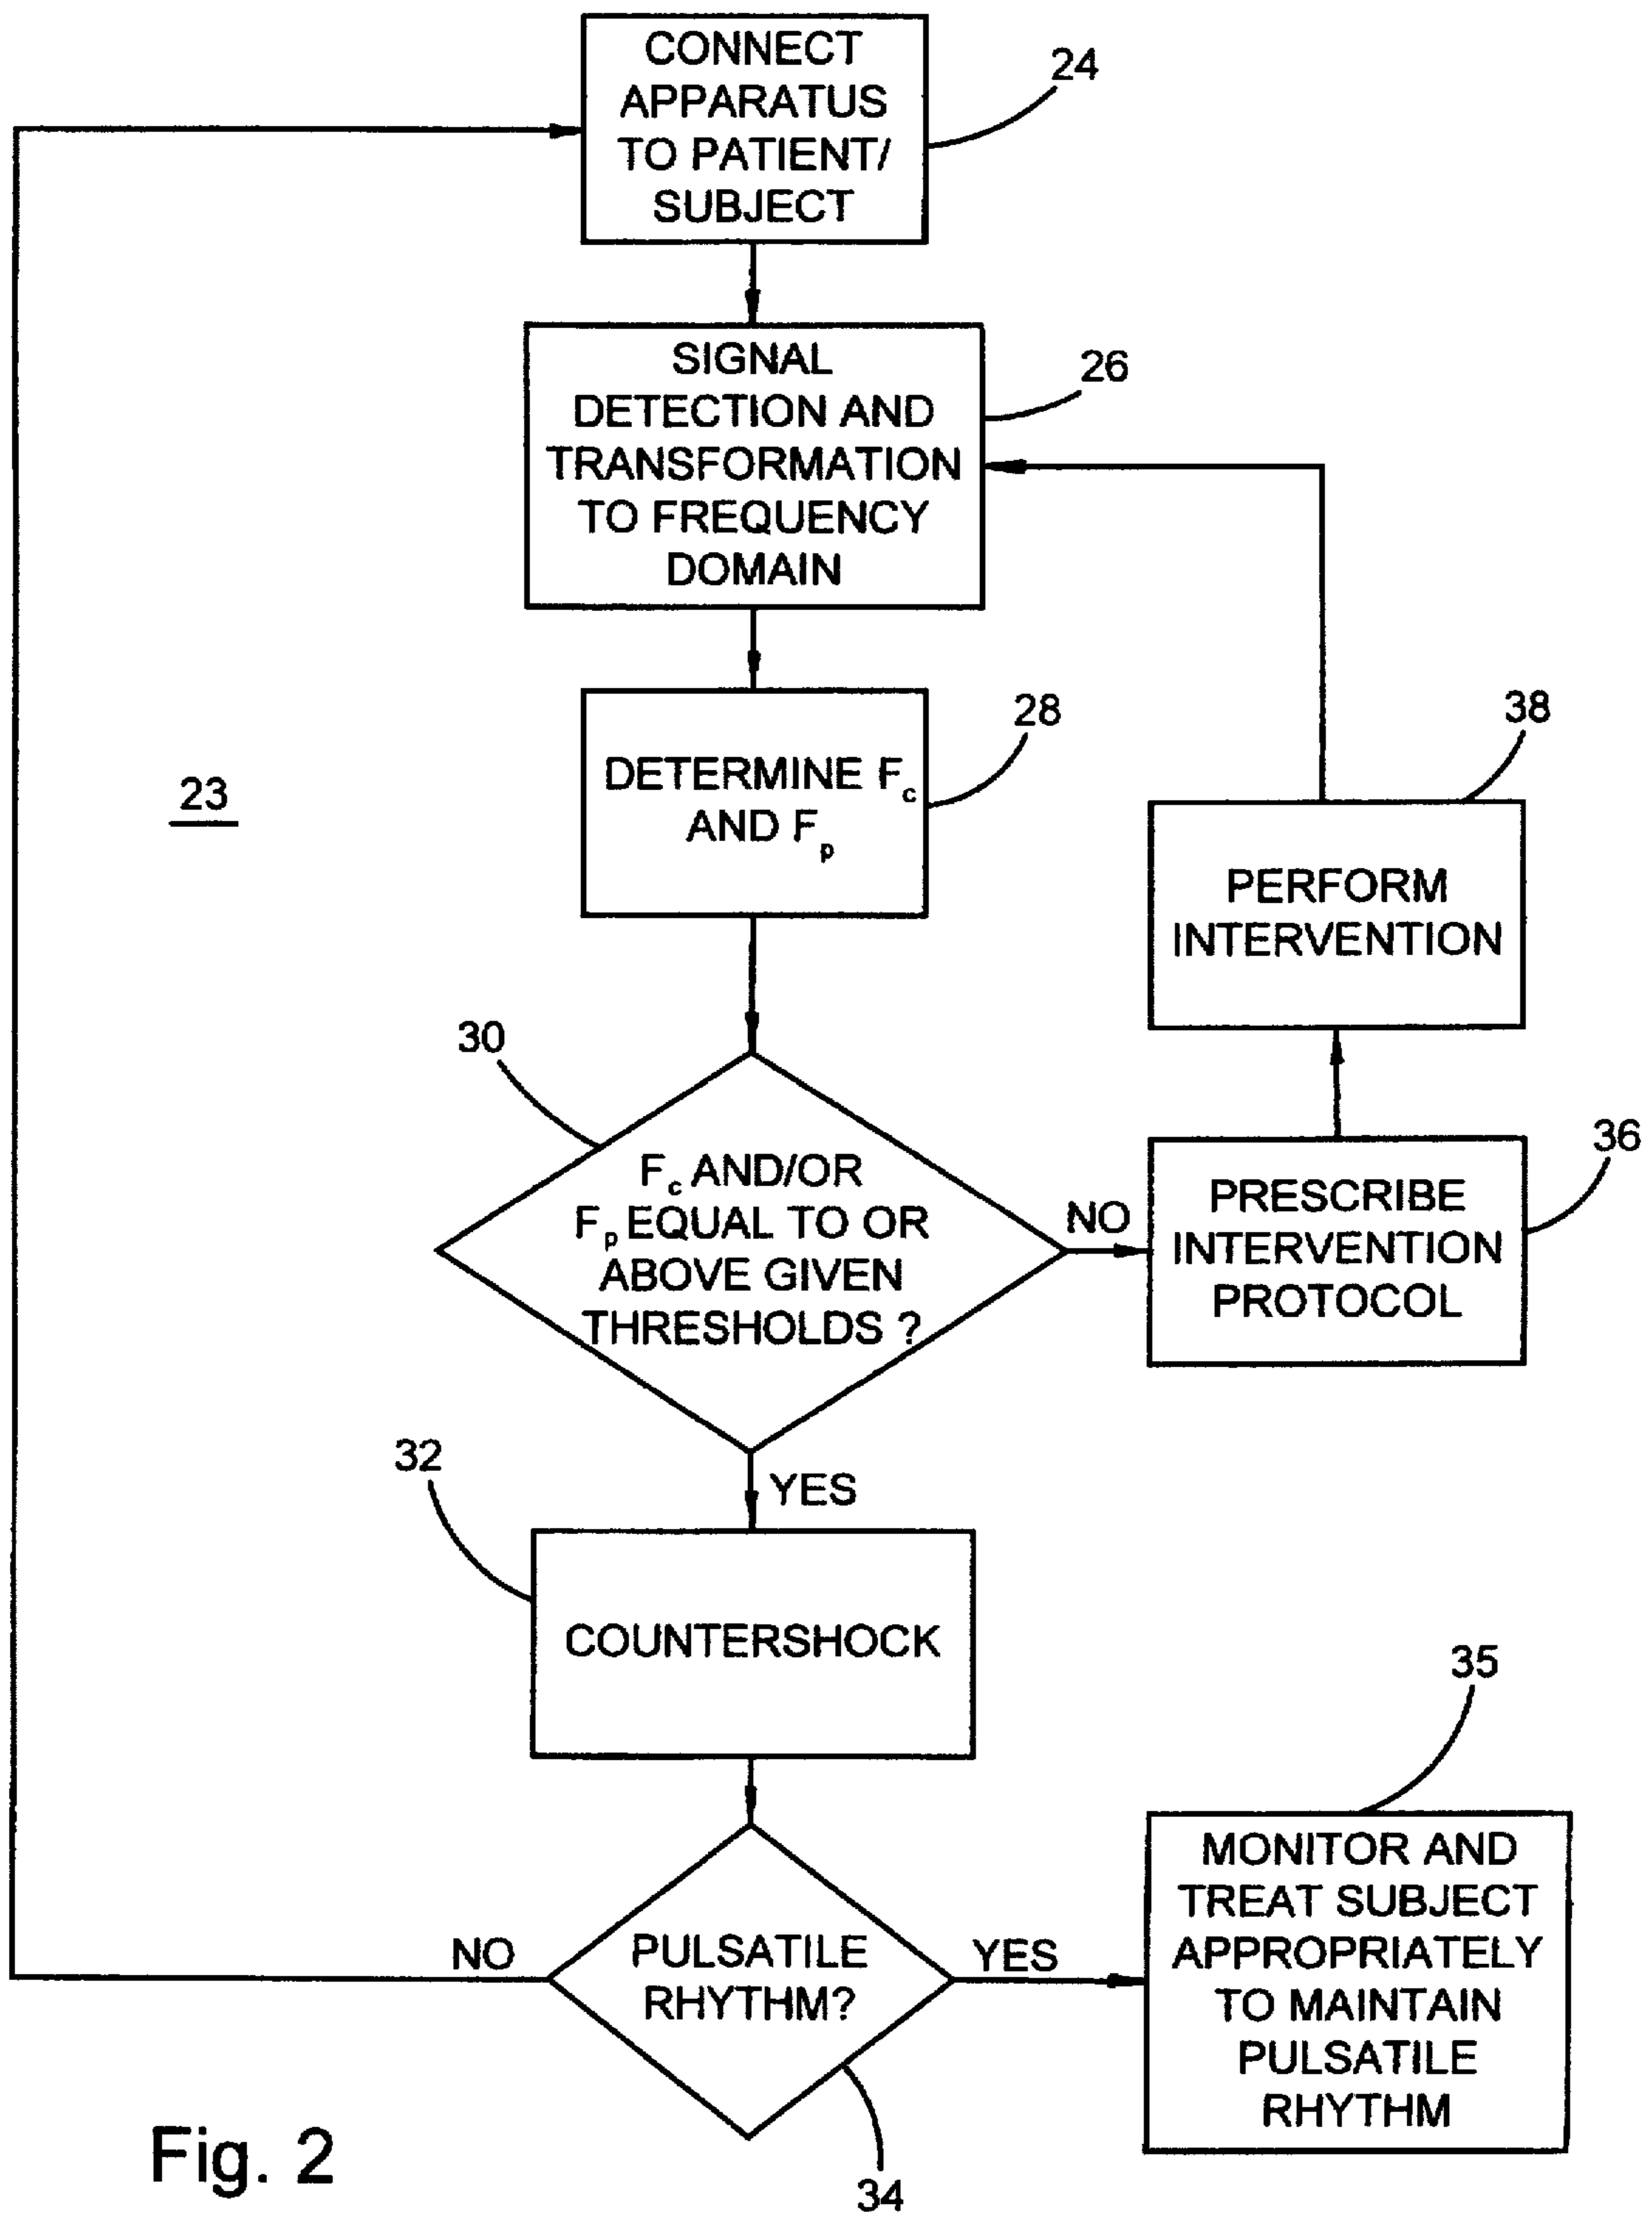 CONNECT
APPARATUS
TO PATIENT/
SUBJECT
24
SIGNAL
DETECTION AND
TRANSFORMATION
TO FREQUENCY
DOMAIN
26
DETERMINE Fc
AND Fp
28
23
38
PERFORM
INTERVENTION
30
Fc AND/OR
Fp EQUAL TO OR
ABOVE GIVEN
THRESHOLDS ?
NO
PRESCRIBE
INTERVENTION
PROTOCOL
36
YES
32
COUNTERSHOCK
35
PULSATILE
RHYTHM?
NO
YES
MONITOR AND
TREAT SUBJECT
APPROPRIATELY
TO MAINTAIN
PULSATILE
RHYTHM
34
Fig. 2